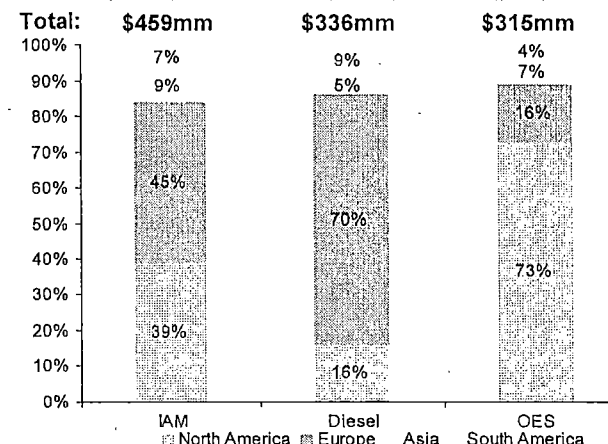 Total: $459mm $336mm $315mm
100%
90%
80%
70%
60%
50%
40%
30%
20%
10%
0%
7% 9% 4%
9% 5% 7%
45% 70% 16%
39% 16% 73%
IAM Diesel OES
North America Europe Asia South America